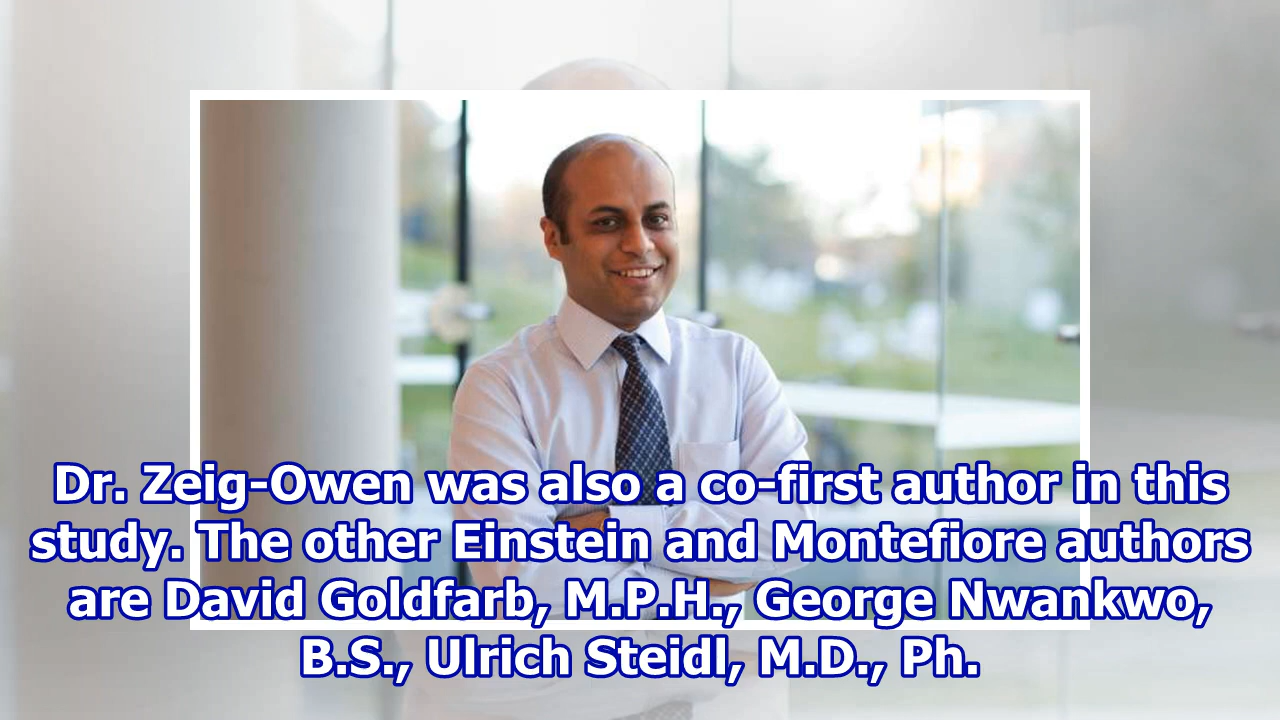 Dr. Zeig-Owen was also a co-first author in this
study. The other Einstein and Montefiore authors
are David Goldfarb, M.P.H., George Nwankwo,
B.S., Ulrich Steidl, M.D., Ph.